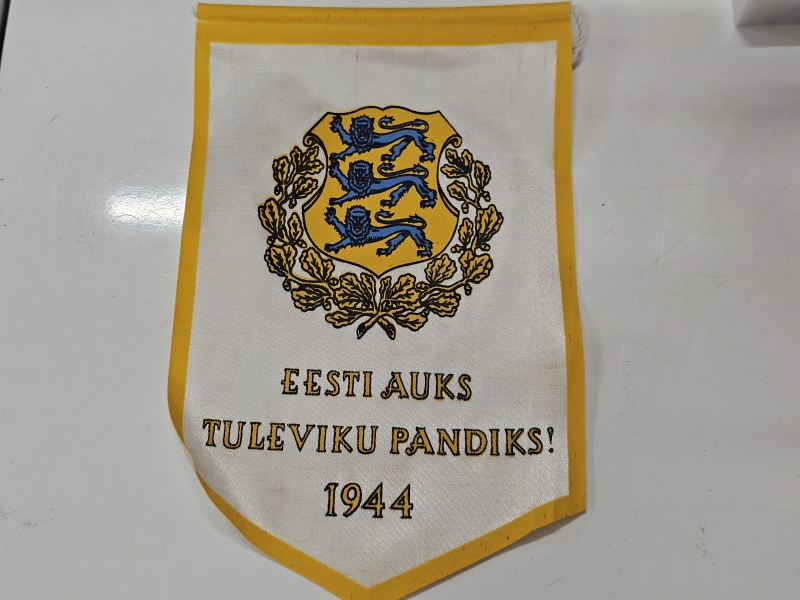 EESTI AUKS
TULEVIKU PANDIKS!
1944